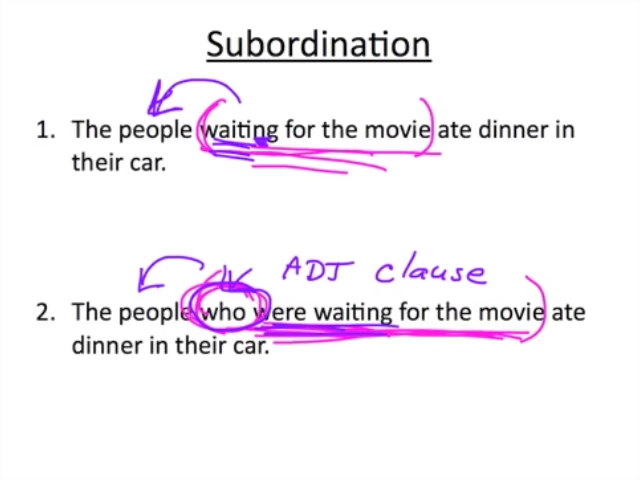 Subordination
1. The people waiting for the movie ate dinner in
their car.
ADJ clause
2. The people who were waiting for the movie ate
dinner in their car.